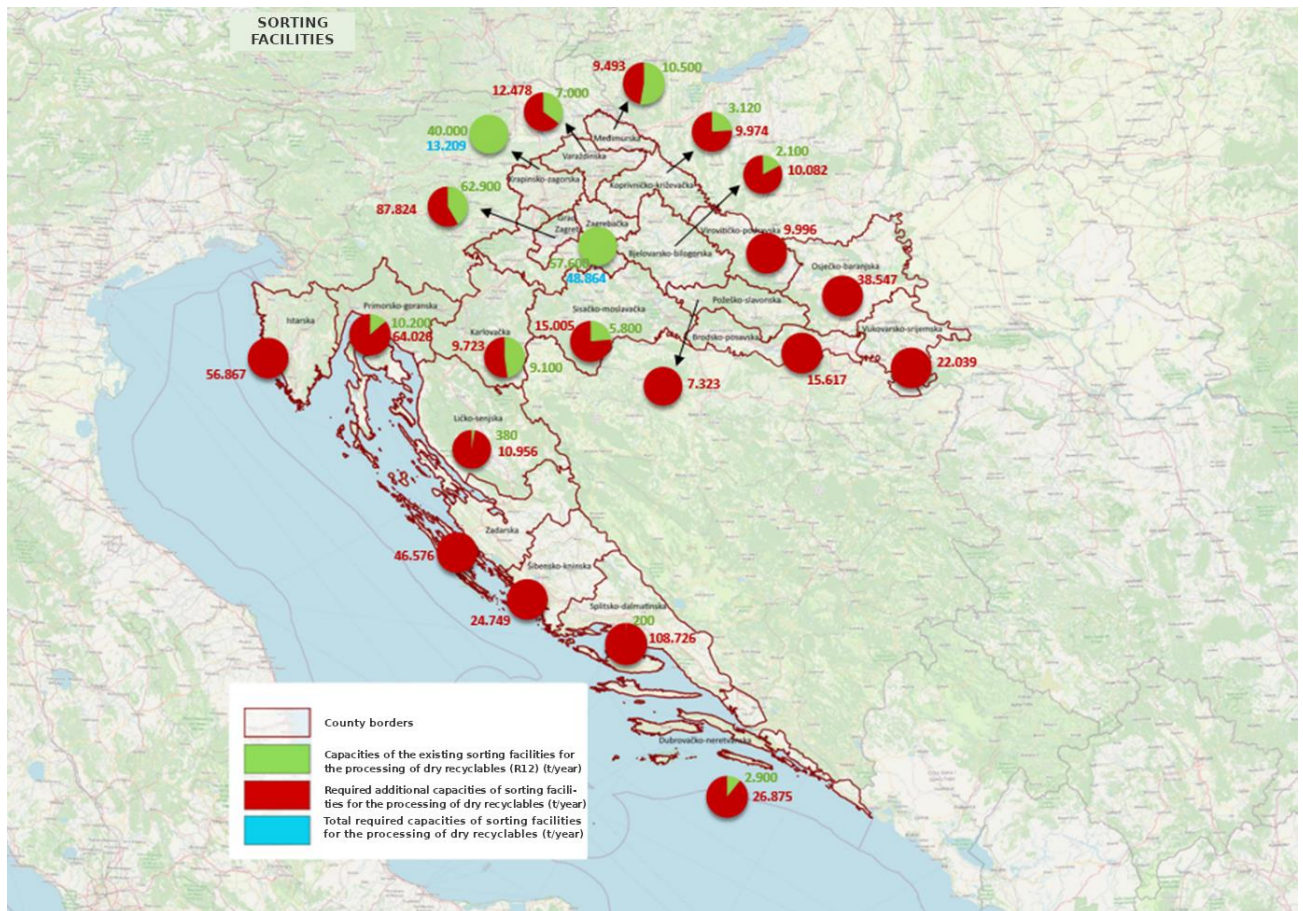 SORTING
FACILITIES
9.493
10.500
12.478
7.000
3.120
9.974
40.000
13.209
Međimurska
Varaždinska
2.100
10.082
Krapinsko-zagorska
Koprivničko-križevačka
62.900
87.824
Grad
Zagreb
Zagrebačka
Virovitičko-podravska
9.996
57.600
48.864
Bjelovarsko-bilogorska
Osječko-baranjska
38.547
Primorsko-goranska
Istarska
10.200
64.028
Karlovačka
9.723
9.100
Sisačko-moslavačka
15.005
5.800
Požeško-slavonska
Brodsko-posavska
Vukovarsko-srijemska
22.039
56.867
7.323
15.617
Ličko-senjska
380
10.956
Zadarska
46.576
Šibensko-kninska
24.749
Splitsko-dalmatinska
200
108.726
Dubrovačko-neretvanska
2.900
26.875
County borders
Capacities of the existing sorting facilities for
the processing of dry recyclables (R12) (t/year)
Required additional capacities of sorting facili-
ties for the processing of dry recyclables (t/year)
Total required capacities of sorting facilities
for the processing of dry recyclables (t/year)